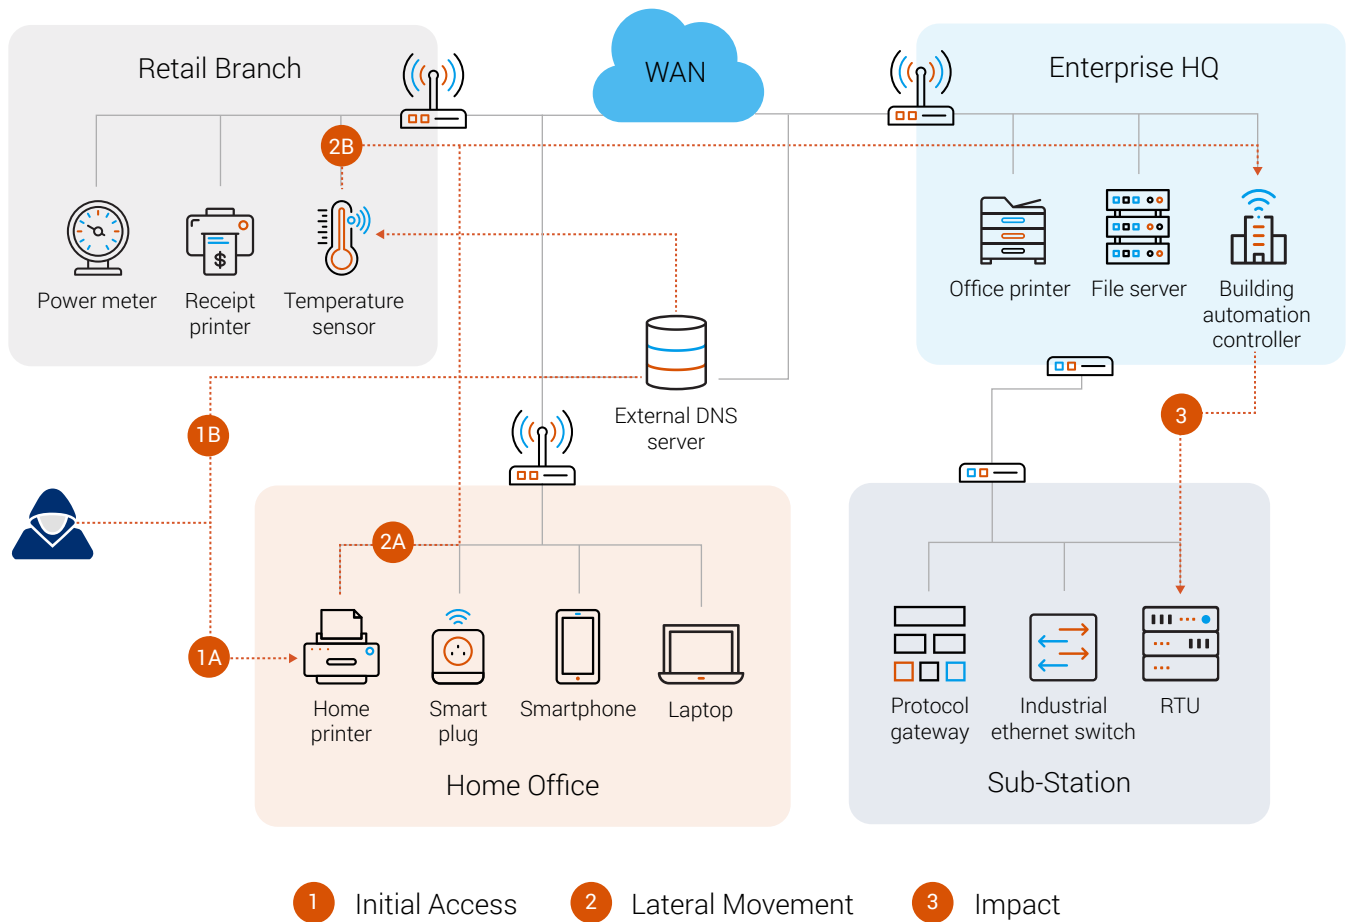 WAN
Retail Branch
Enterprise HQ
2B
$
Power meter
Receipt
printer
Temperature
sensor
Office printer
File server
Building
automation
controller
External DNS
server
1B
3
2A
1A
Home
printer
Smart
plug
Smartphone
Laptop
Home Office
Protocol
gateway
Industrial
ethernet switch
RTU
Sub-Station
1 Initial Access
2 Lateral Movement
3 Impact